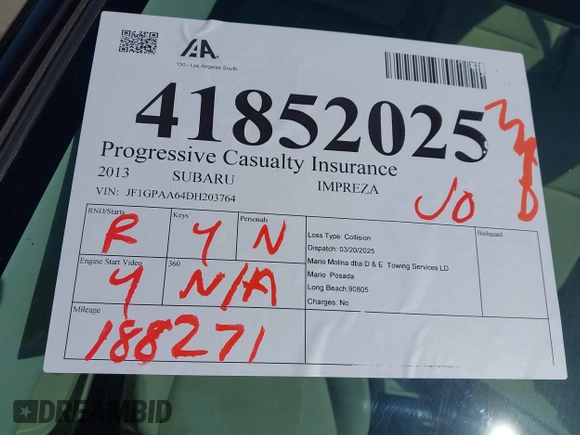 IAA
130 - Los Angeles South
41852025
Progressive Casualty Insurance
2013 SUBARU IMPREZA
VIN: JF1GPAA64DH203764
JO
RND/Starts Keys Personals
R Y N
Engine Start Video 360
Y N/A
Mileage
188271
Loss Type: Collision
Dispatch: 03/20/2025
Mario Molina dba D & E Towing Services LD
Mario Posada
Long Beach,90805
Charges: No
Biohazard
DREAMBID